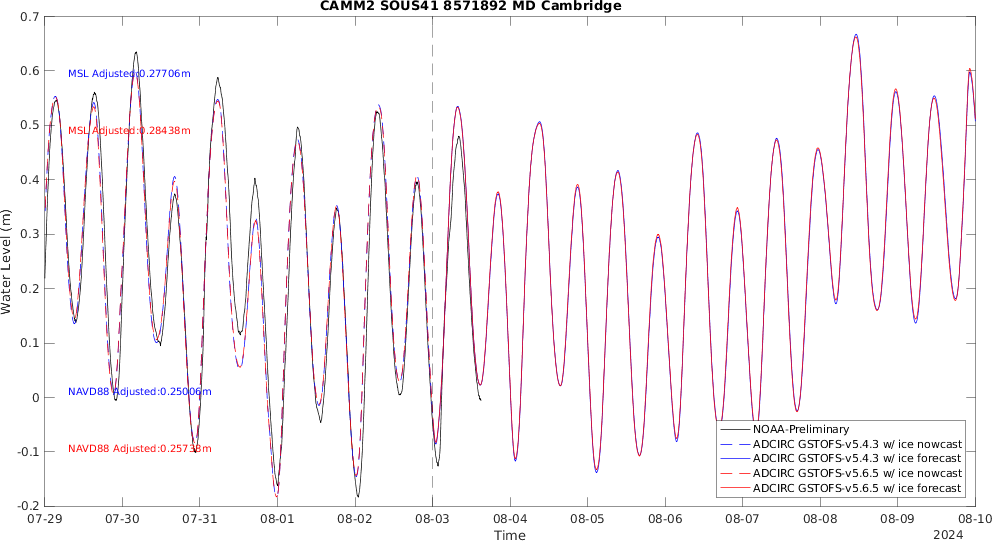 CAMM2 SOUS41 8571892 MD Cambridge
0.7
0.6
0.5
0.4
0.3
0.2
0.1
0
-0.1
-0.2
Water Level (m)
MSL Adjusted:0.27706m
MSL Adjusted:0.28438m
NAVD88 Adjusted:0.25006m
NAVD88 Adjusted:0.25738m
NOAA-Preliminary
ADCIRC GSTOFS-v5.4.3 w/ ice nowcast
ADCIRC GSTOFS-v5.4.3 w/ ice forecast
ADCIRC GSTOFS-v5.6.5 w/ ice nowcast
ADCIRC GSTOFS-v5.6.5 w/ ice forecast
07-29 07-30 07-31 08-01 08-02 08-03 08-04 08-05 08-06 08-07 08-08 08-09 08-10
Time
2024